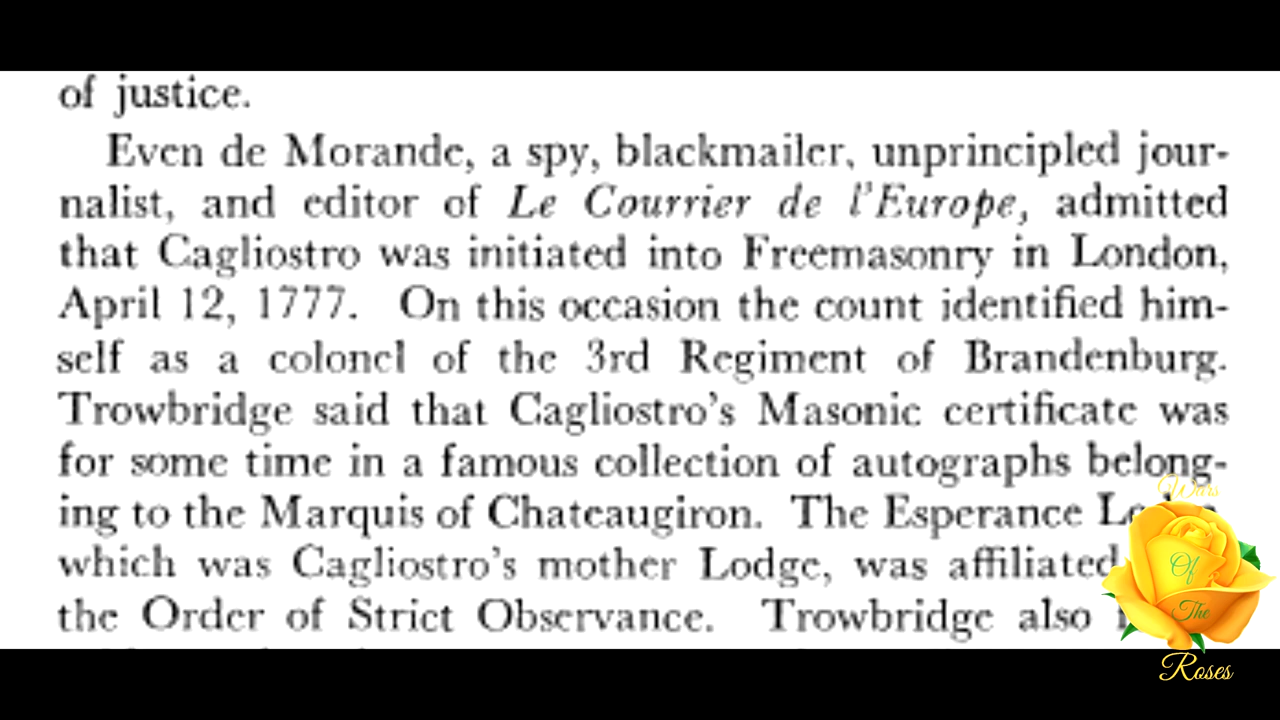 of justice.
Even de Morande, a spy, blackmailer, unprincipled jour-
nalist, and editor of Le Courrier de l'Europe, admitted
that Cagliostro was initiated into Freemasonry in London,
April 12, 1777. On this occasion the count identified him-
self as a colonel of the 3rd Regiment of Brandenburg.
Trowbridge said that Cagliostro's Masonic certificate was
for some time in a famous collection of autographs belong-
ing to the Marquis of Chateaugiron. The Esperance
which was Cagliostro's mother Lodge, was affiliated
the Order of Strict Observance. Trowbridge also
Wars
Of
The
Roses